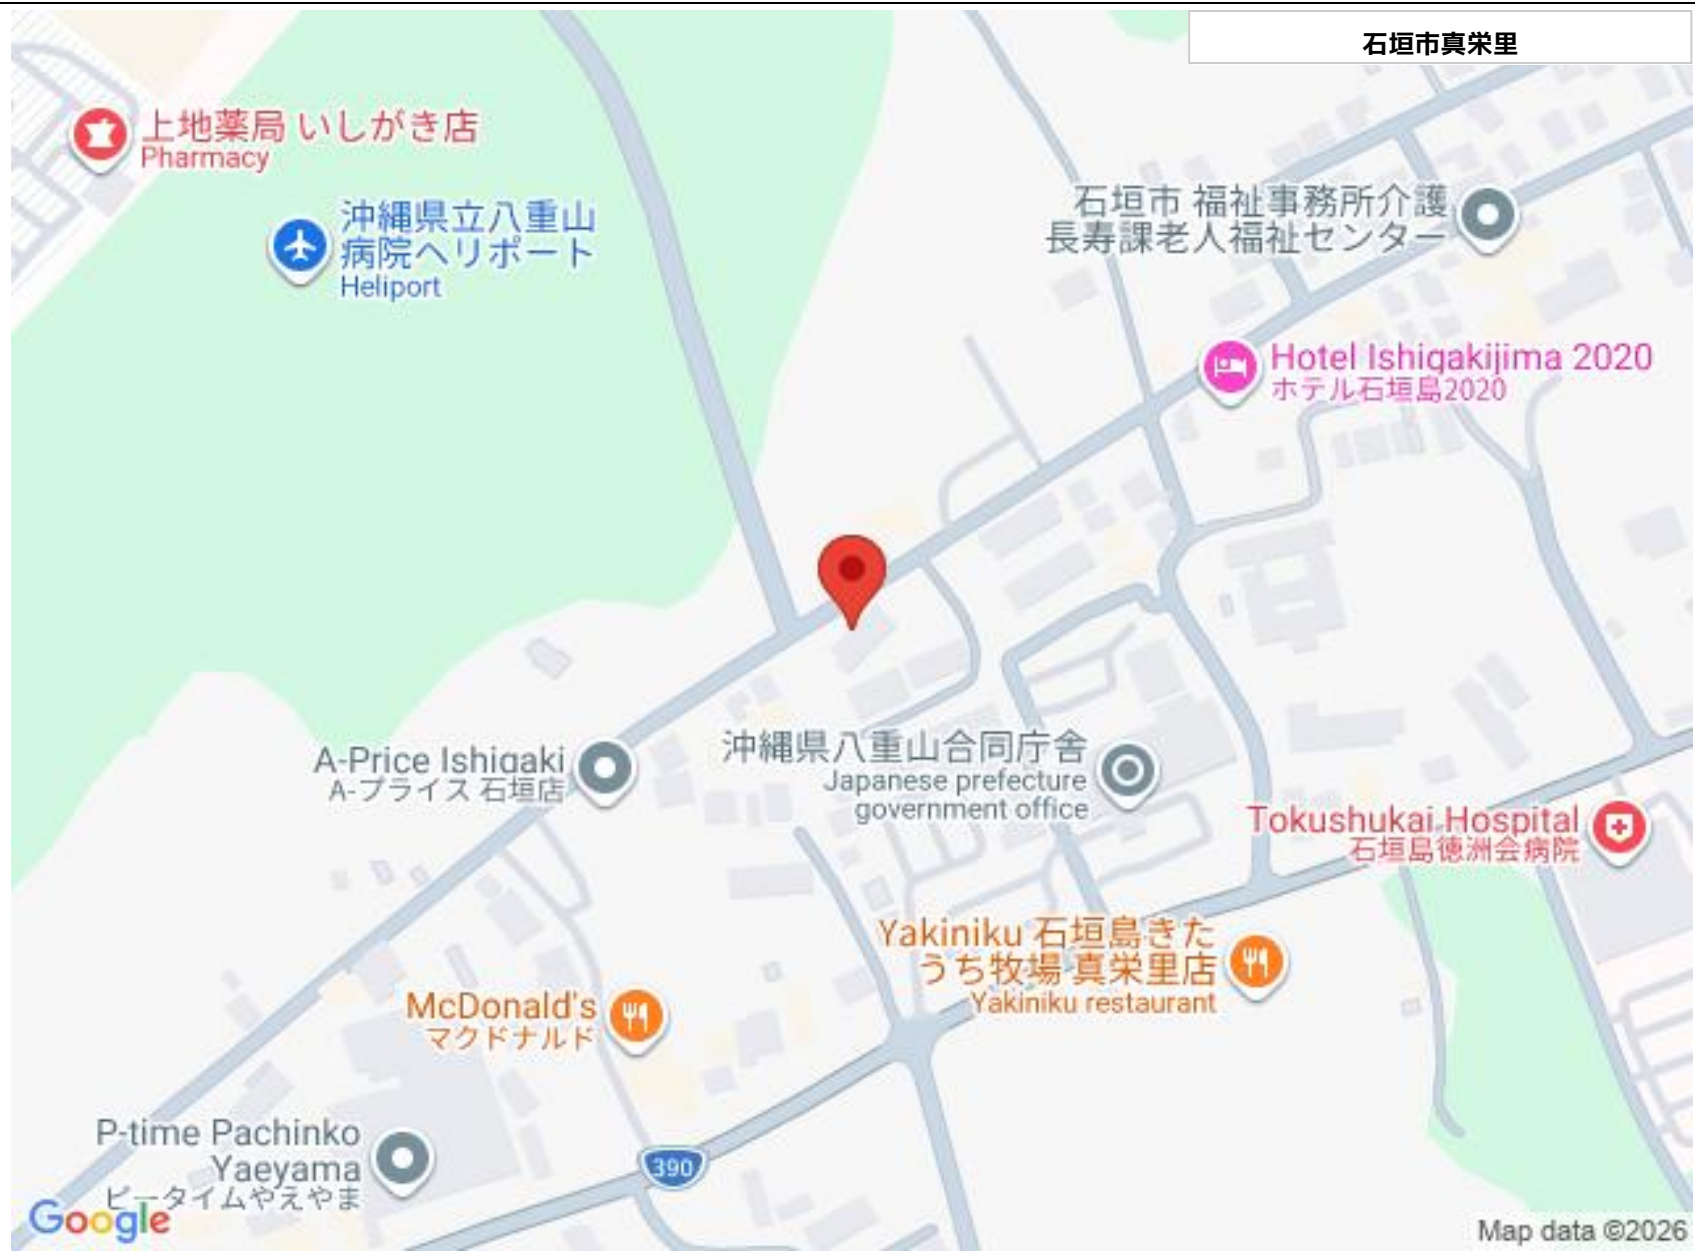 石垣市真栄里
上地薬局 いしがき店
Pharmacy
沖縄県立八重山
病院ヘリポート
Heliport
石垣市 福祉事務所介護
長寿課老人福祉センター
Hotel Ishigakijima 2020
ホテル石垣島2020
A-Price Ishigaki
A-プライス 石垣店
沖縄県八重山合同庁舎
Japanese prefecture
government office
Tokushukai Hospital
石垣島徳洲会病院
Yakiniku 石垣島きた
うち牧場 真栄里店
Yakiniku restaurant
McDonald's
マクドナルド
P-time Pachinko
Yaeyama
ピータイムやえやま
390
Google
Map data ©2026